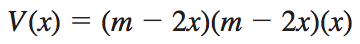 V(x) = (m − 2x)(m − 2x)(x)